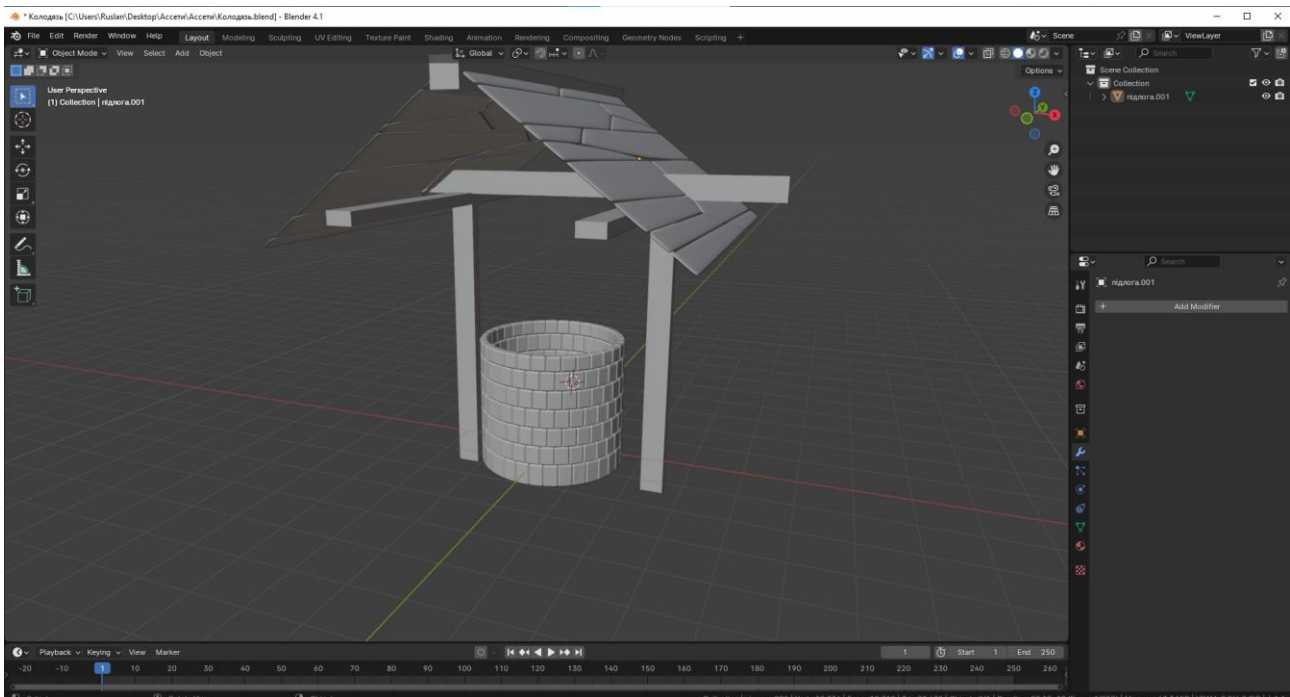 * Колодязь [C:\Users\Ruslan\Desktop\Ассети\Ассети\Колодязь.blend] - Blender 4.1
File Edit Render Window Help Layout Modeling Sculpting UV Editing Texture Paint Shading Animation Rendering Compositing Geometry Nodes Scripting + Scene ViewLayer
Object Mode View Select Add Object Global Search
Options
User Perspective
(1) Collection | підлога.001
Scene Collection
Collection
підлога.001
Z
Y
X
Search
підлога.001
+ Add Modifier
Playback Keying View Marker 1 Start 1 End 250
-20 -10 1 10 20 30 40 50 60 70 80 90 100 110 120 130 140 150 160 170 180 190 200 210 220 230 240 250 260